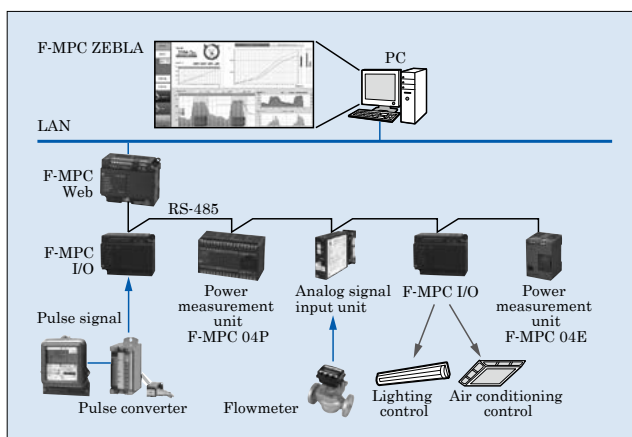 F-MPC ZEBLA
PC
LAN
F-MPC
Web
RS-485
F-MPC
I/O
Power
measurement
unit
F-MPC 04P
Analog signal
input unit
F-MPC I/O
Power
measurement
unit
F-MPC 04E
Pulse signal
Pulse converter
Flowmeter
Lighting
control
Air conditioning
control